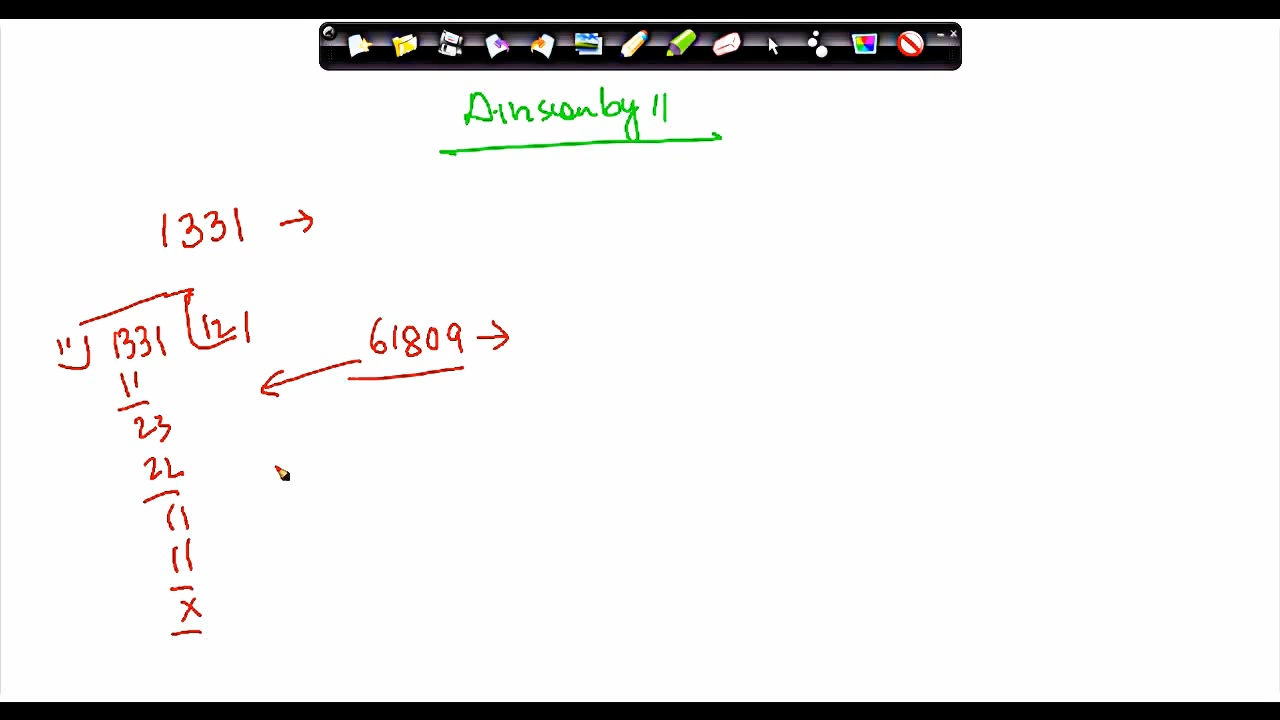 Division by 11
1331 →
11 ) 1331 ( 121
61809 →
11
23
22
11
11
x